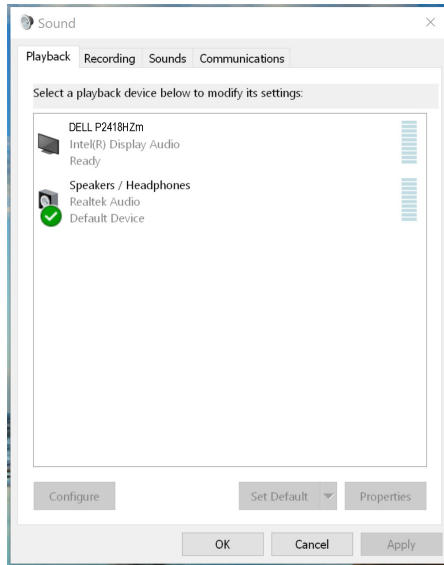 Sound
Playback
Recording
Sounds
Communications
Select a playback device below to modify its settings:
DELL P2418HZm
Intel(R) Display Audio
Ready
Speakers / Headphones
Realtek Audio
Default Device
Configure
Set Default
Properties
OK
Cancel
Apply